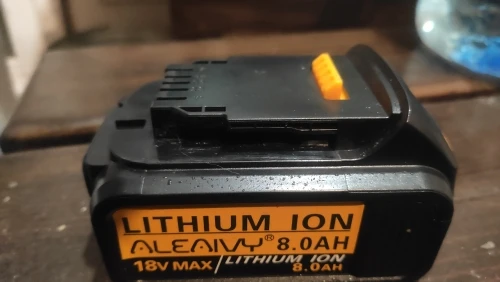 LITHIUM ION
ALEAIVY® 8.0AH
18V MAX / LITHIUM ION
8.0AH